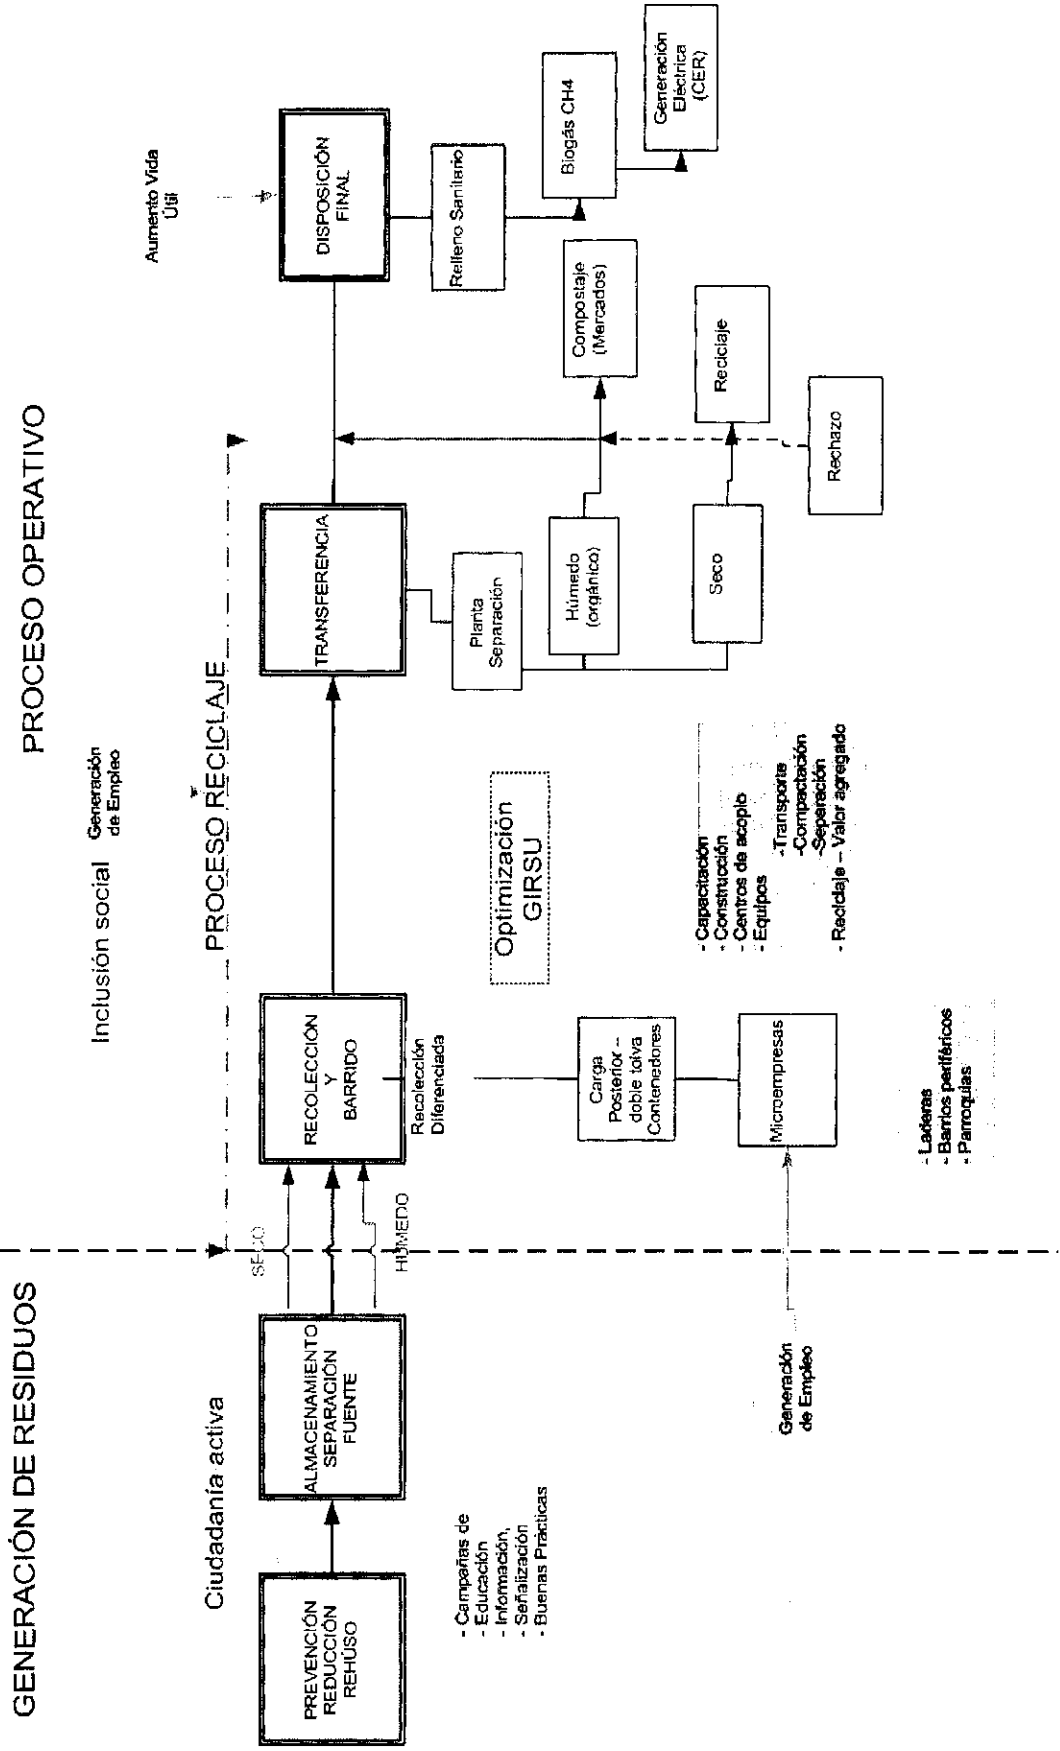 GENERACIÓN DE RESIDUOS
PROCESO OPERATIVO
Ciudadanía activa
Inclusión social
Generación
de Empleo
Aumento Vida
Útil
PROCESO RECICLAJE
PREVENCIÓN
REDUCCIÓN
REHÚSO
ALMACENAMIENTO
SEPARACIÓN
FUENTE
SECO
HÚMEDO
RECOLECCIÓN
Y
BARRIDO
TRANSFERENCIA
DISPOSICIÓN
FINAL
- Campañas de
- Educación
- Información,
- Señalización
- Buenas Prácticas
Recolección
Diferenciada
Optimización
GIRSU
Planta
Separación
Relleno Sanitario
Carga
Posterior –
doble tolva
Contenedores
Húmedo
(orgánico)
Compostaje
(Mercados)
Biogás CH4
Generación
Eléctrica
(CER)
Generación
de Empleo
Microempresas
- Capacitación
- Construcción
- Centros de acopio
- Equipos
-Transporte
-Compactación
-Separación
- Reciclaje – Valor agregado
Seco
Reciclaje
Rechazo
- Laderas
- Barrios periféricos
- Parroquias